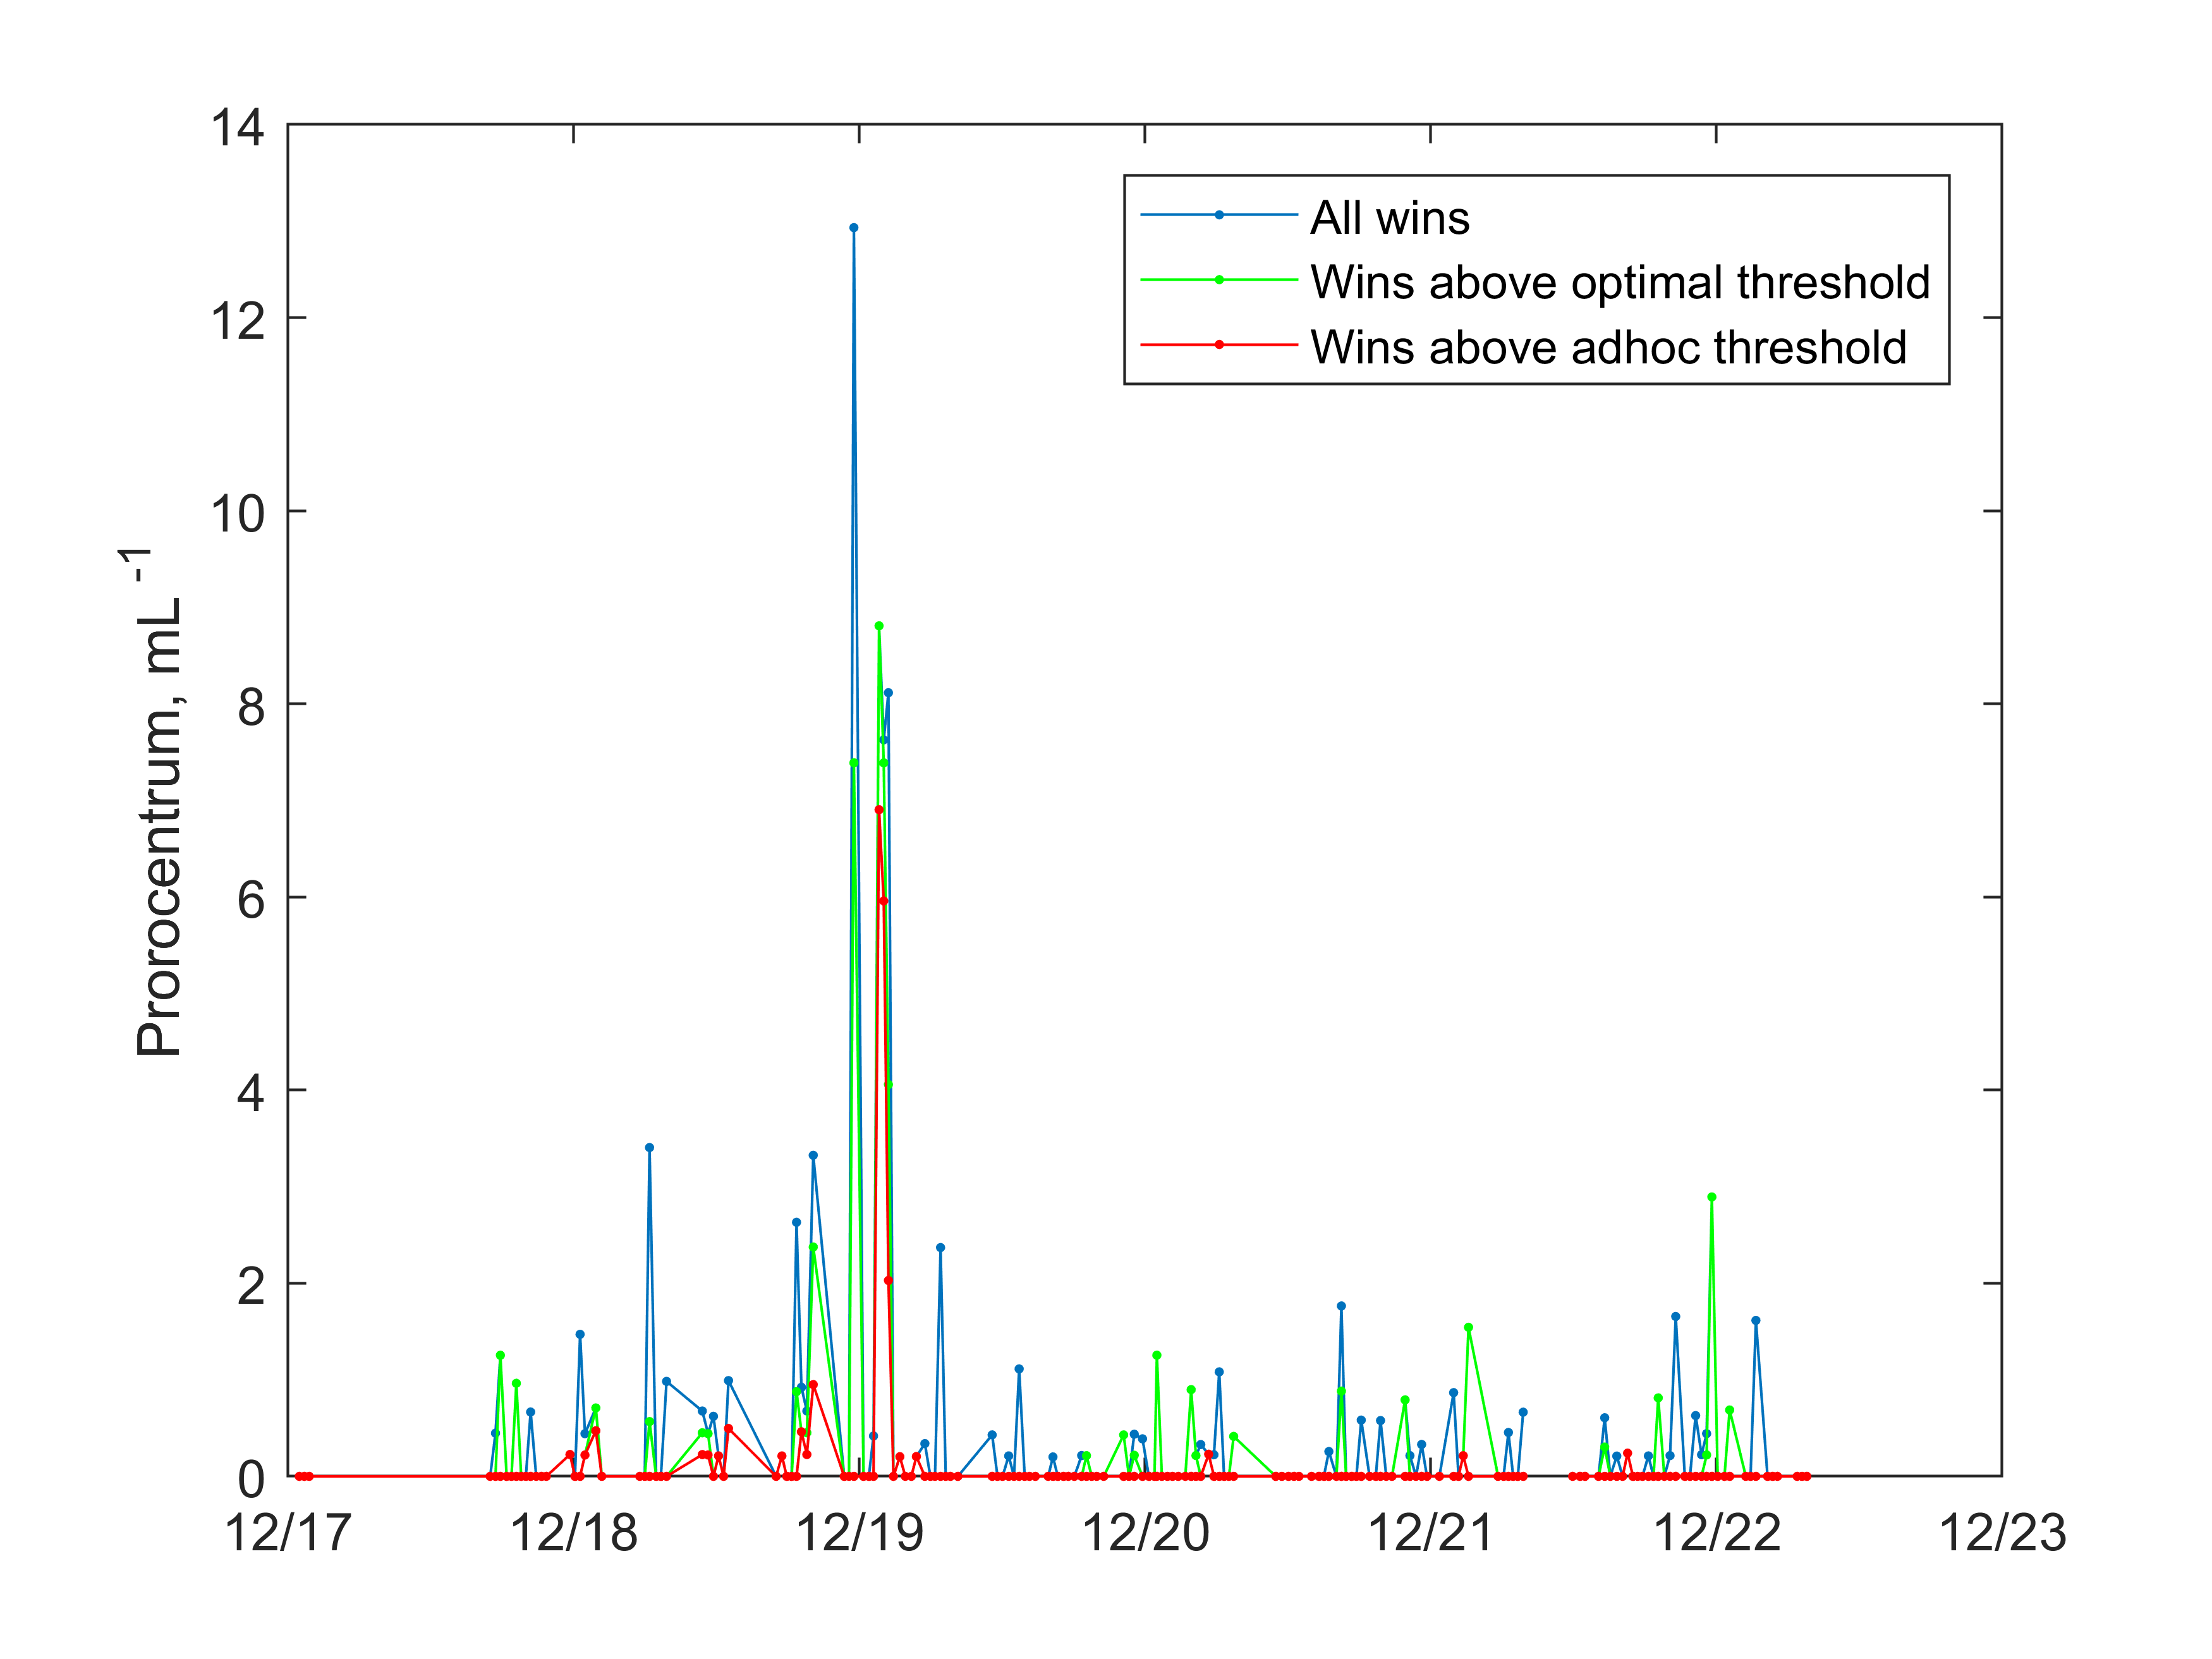 14
12
10
8
6
4
2
0
Prorocentrum, mL -1
All wins
Wins above optimal threshold
Wins above adhoc threshold
12/17 12/18 12/19 12/20 12/21 12/22 12/23